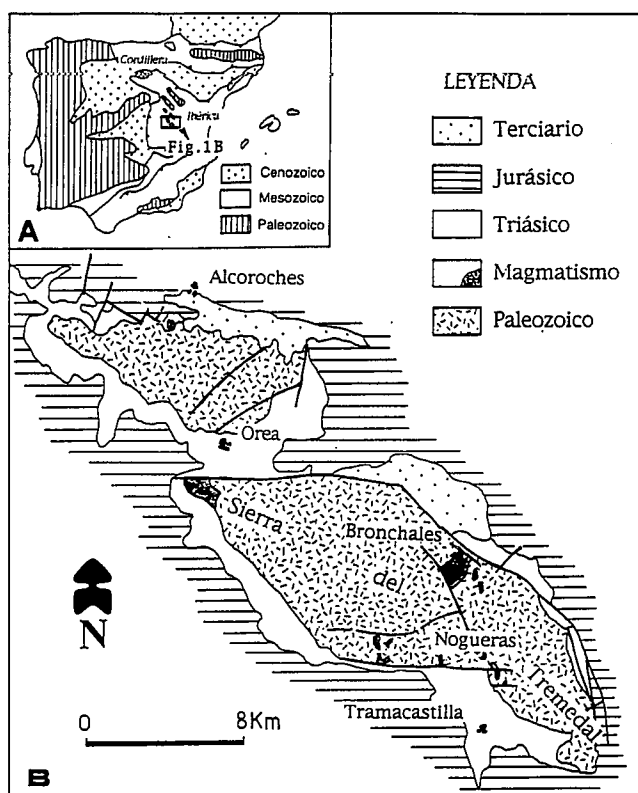 Cordillera
Ibérica
Fig.1B
Cenozoico
Mesozoico
Paleozoico
A
LEYENDA
Terciario
Jurásico
Triásico
Magmatismo
Paleozoico
Alcoroches
Orea
Sierra
Bronchales
del
Nogueras
Tremedal
Tramacastilla
N
0 8Km
B